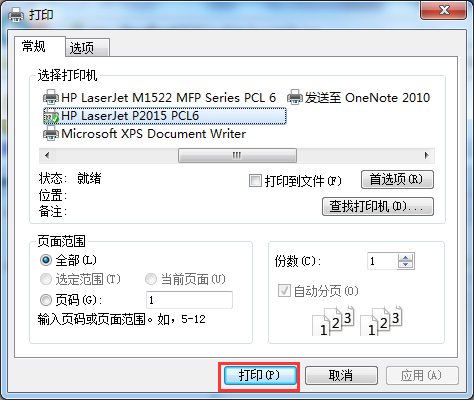 打印
常规
选项
选择打印机
HP LaserJet M1522 MFP Series PCL 6
发送至 OneNote 2010
HP LaserJet P2015 PCL6
Microsoft XPS Document Writer
状态: 就绪
打印到文件(F)
首选项(R)
位置:
备注:
查找打印机(D)...
页面范围
全部(L)
选定范围(T)
当前页面(U)
页码(G):
1
输入页码或页面范围。如，5-12
份数(C):
1
自动分页(O)
1 2 3
1 2 3
打印(P)
取消
应用(A)